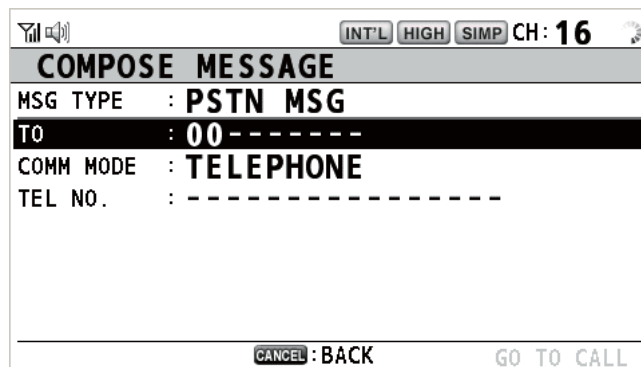 INT'L HIGH SIMP CH: 16
COMPOSE MESSAGE
MSG TYPE : PSTN MSG
TO : 00-------
COMM MODE : TELEPHONE
TEL NO. : ----------------
CANCEL : BACK GO TO CALL